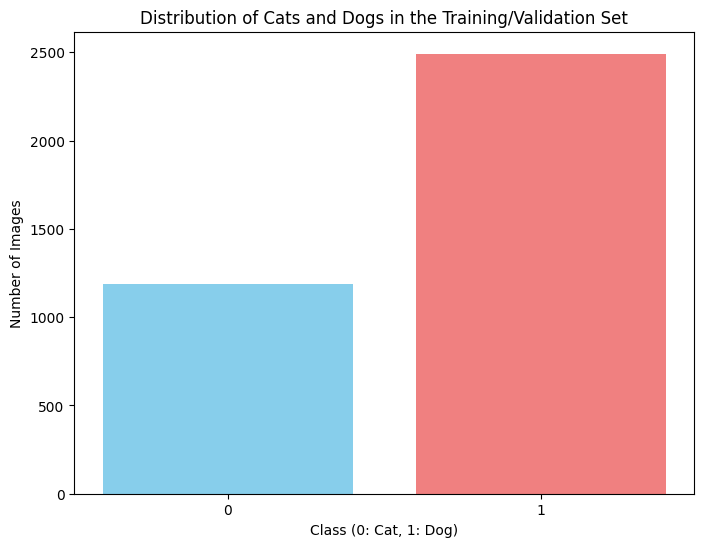 Distribution of Cats and Dogs in the Training/Validation Set
2500
2000
1500
1000
500
0
Number of Images
0 1
Class (0: Cat, 1: Dog)